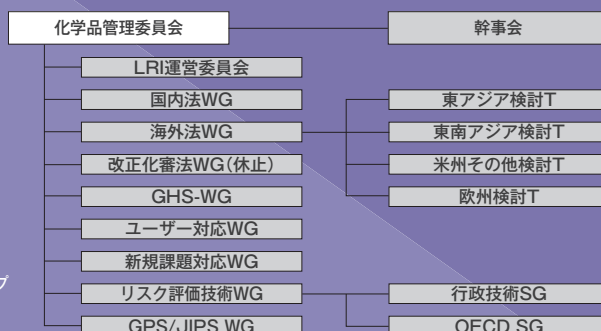 化学品管理委員会
幹事会
LRI運営委員会
国内法WG
東アジア検討T
海外法WG
東南アジア検討T
改正化審法WG（休止）
米州その他検討T
GHS-WG
欧州検討T
ユーザー対応WG
新規課題対応WG
プ
リスク評価技術WG
行政技術SG
GPS/JIPS WG
OECD SG